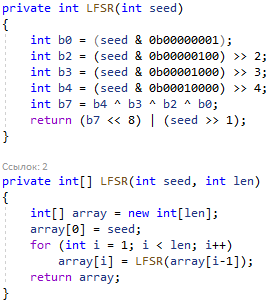 private int LFSR(int seed)
{
    int b0 = (seed & 0b00000001);
    int b2 = (seed & 0b00000100) >> 2;
    int b3 = (seed & 0b00001000) >> 3;
    int b4 = (seed & 0b00010000) >> 4;
    int b7 = b4 ^ b3 ^ b2 ^ b0;
    return (b7 << 8) | (seed >> 1);
}
Ссылок: 2
private int[] LFSR(int seed, int len)
{
    int[] array = new int[len];
    array[0] = seed;
    for (int i = 1; i < len; i++)
        array[i] = LFSR(array[i-1]);
    return array;
}